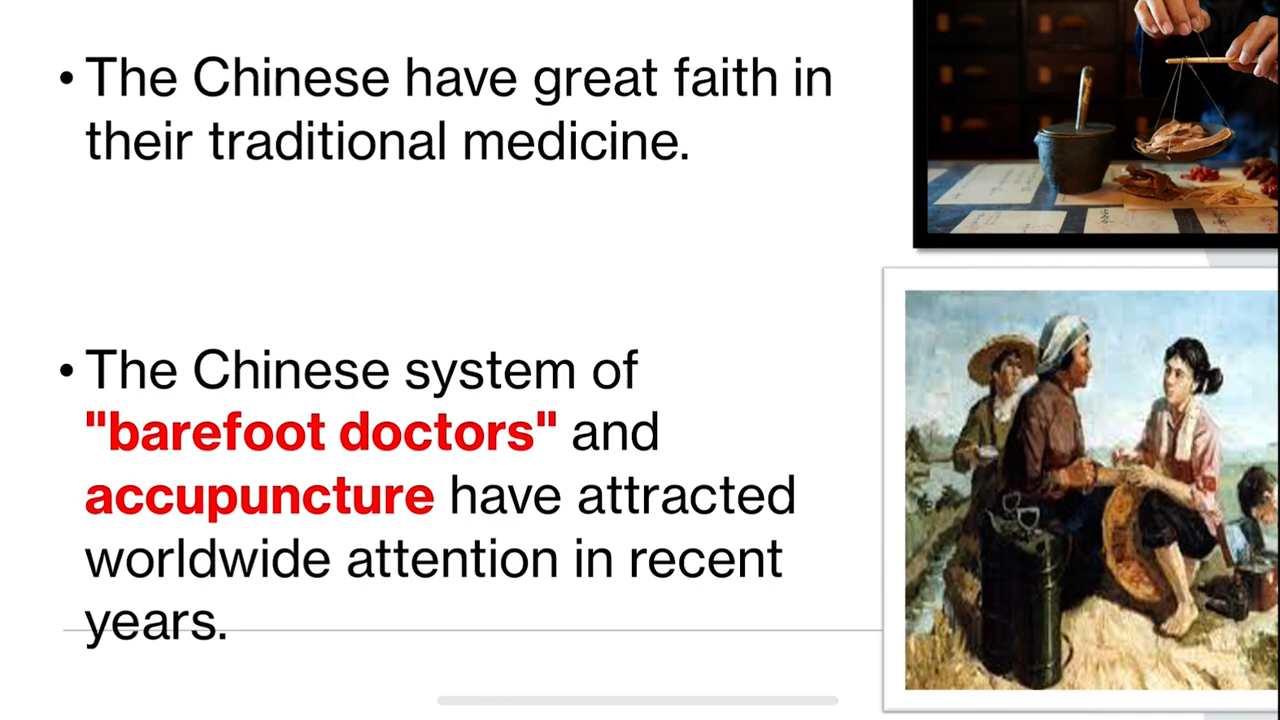 • The Chinese have great faith in
their traditional medicine.
• The Chinese system of
"barefoot doctors" and
accupuncture have attracted
worldwide attention in recent
years.